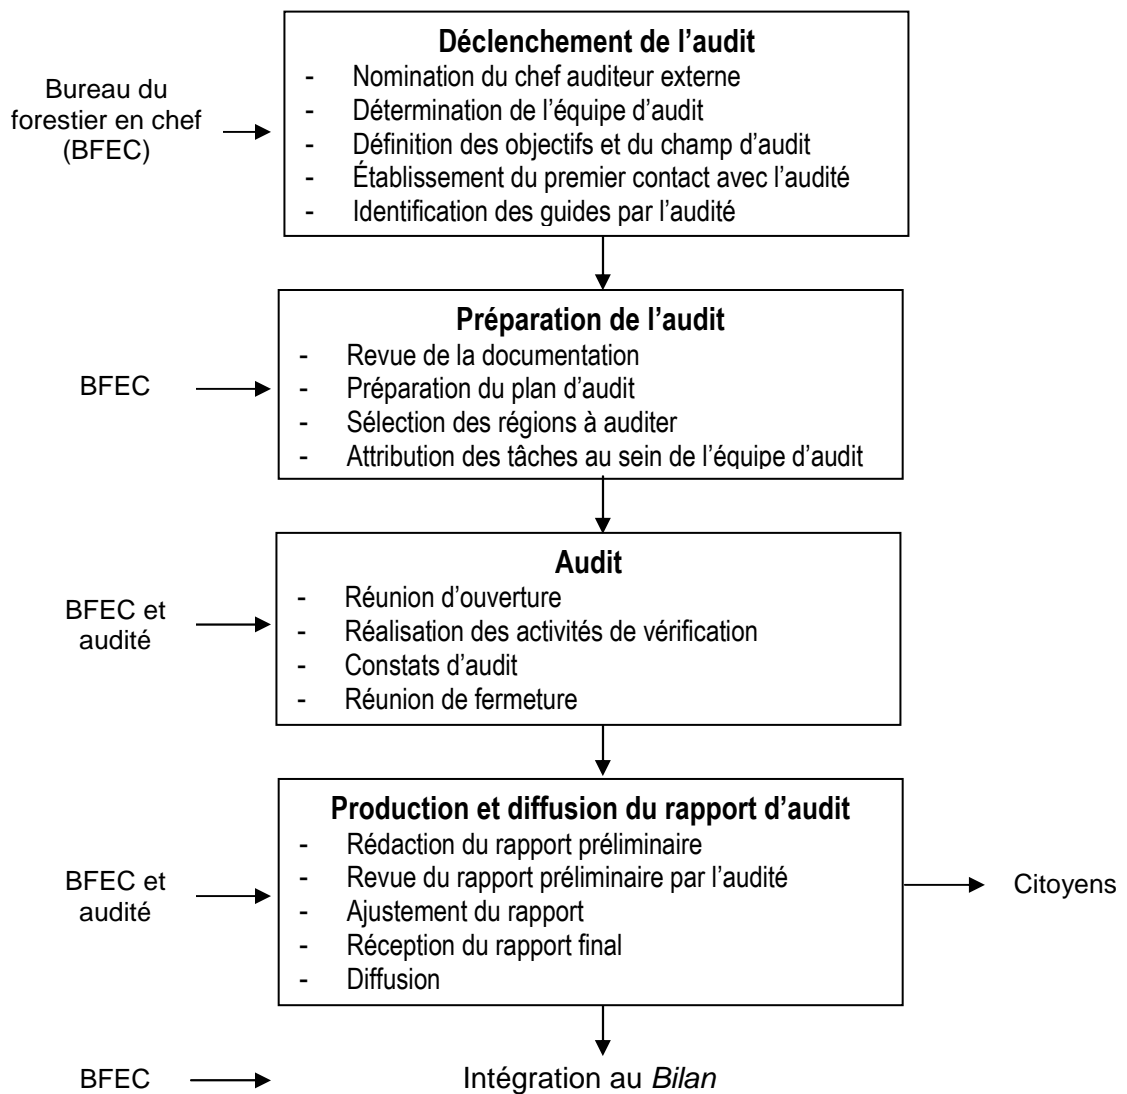 Déclenchement de l’audit
- Nomination du chef auditeur externe
- Détermination de l’équipe d’audit
- Définition des objectifs et du champ d’audit
- Établissement du premier contact avec l’audité
- Identification des guides par l’audité
Bureau du
forestier en chef
(BFEC)
Préparation de l’audit
- Revue de la documentation
- Préparation du plan d’audit
- Sélection des régions à auditer
- Attribution des tâches au sein de l’équipe d’audit
BFEC
Audit
- Réunion d’ouverture
- Réalisation des activités de vérification
- Constats d’audit
- Réunion de fermeture
BFEC et
audité
Production et diffusion du rapport d’audit
- Rédaction du rapport préliminaire
- Revue du rapport préliminaire par l’audité
- Ajustement du rapport
- Réception du rapport final
- Diffusion
BFEC et
audité
Citoyens
BFEC
Intégration au Bilan